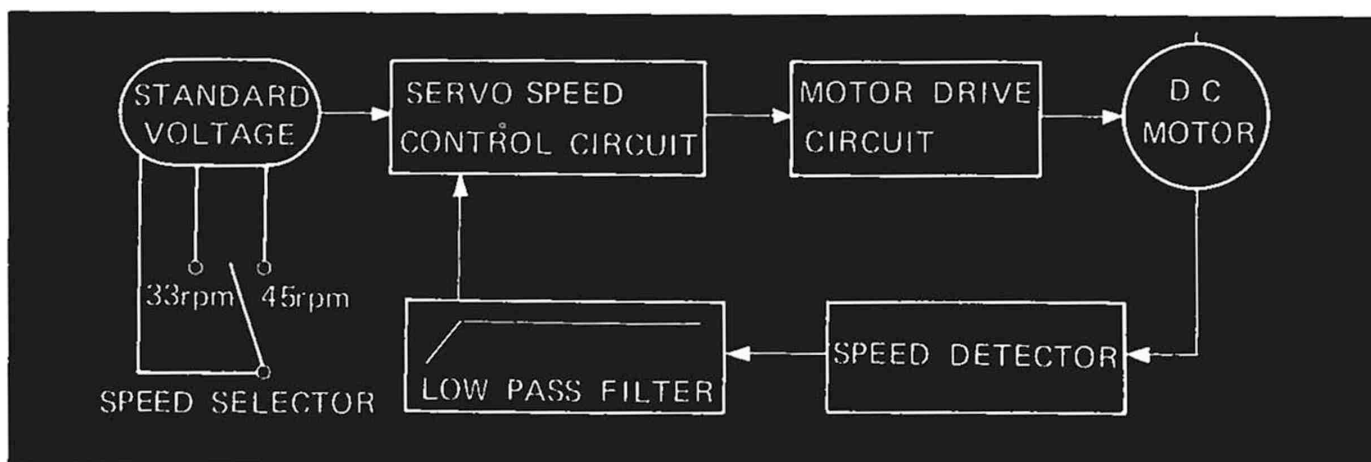 STANDARD
VOLTAGE
SERVO SPEED
CONTROL CIRCUIT
MOTOR DRIVE
CIRCUIT
DC
MOTOR
33rpm
45rpm
SPEED SELECTOR
LOW PASS FILTER
SPEED DETECTOR